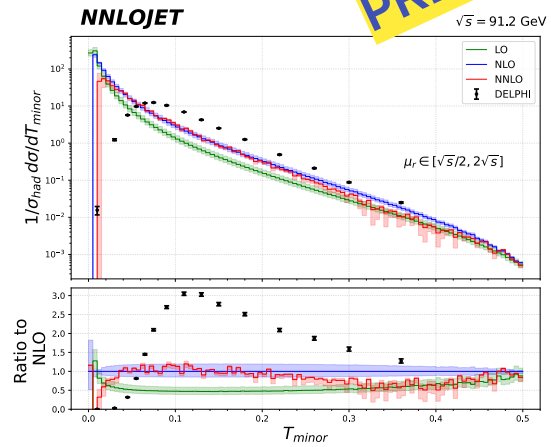 NNLOJET
PRE
√s = 91.2 GeV
LO
NLO
NNLO
DELPHI
μ_r ∈ [√s/2, 2√s]
1/σ_had dσ/dT_minor
10²
10¹
10⁰
10⁻¹
10⁻²
10⁻³
Ratio to
NLO
3.0
2.5
2.0
1.5
1.0
0.5
0.0
0.0 0.1 0.2 0.3 0.4 0.5
T_minor